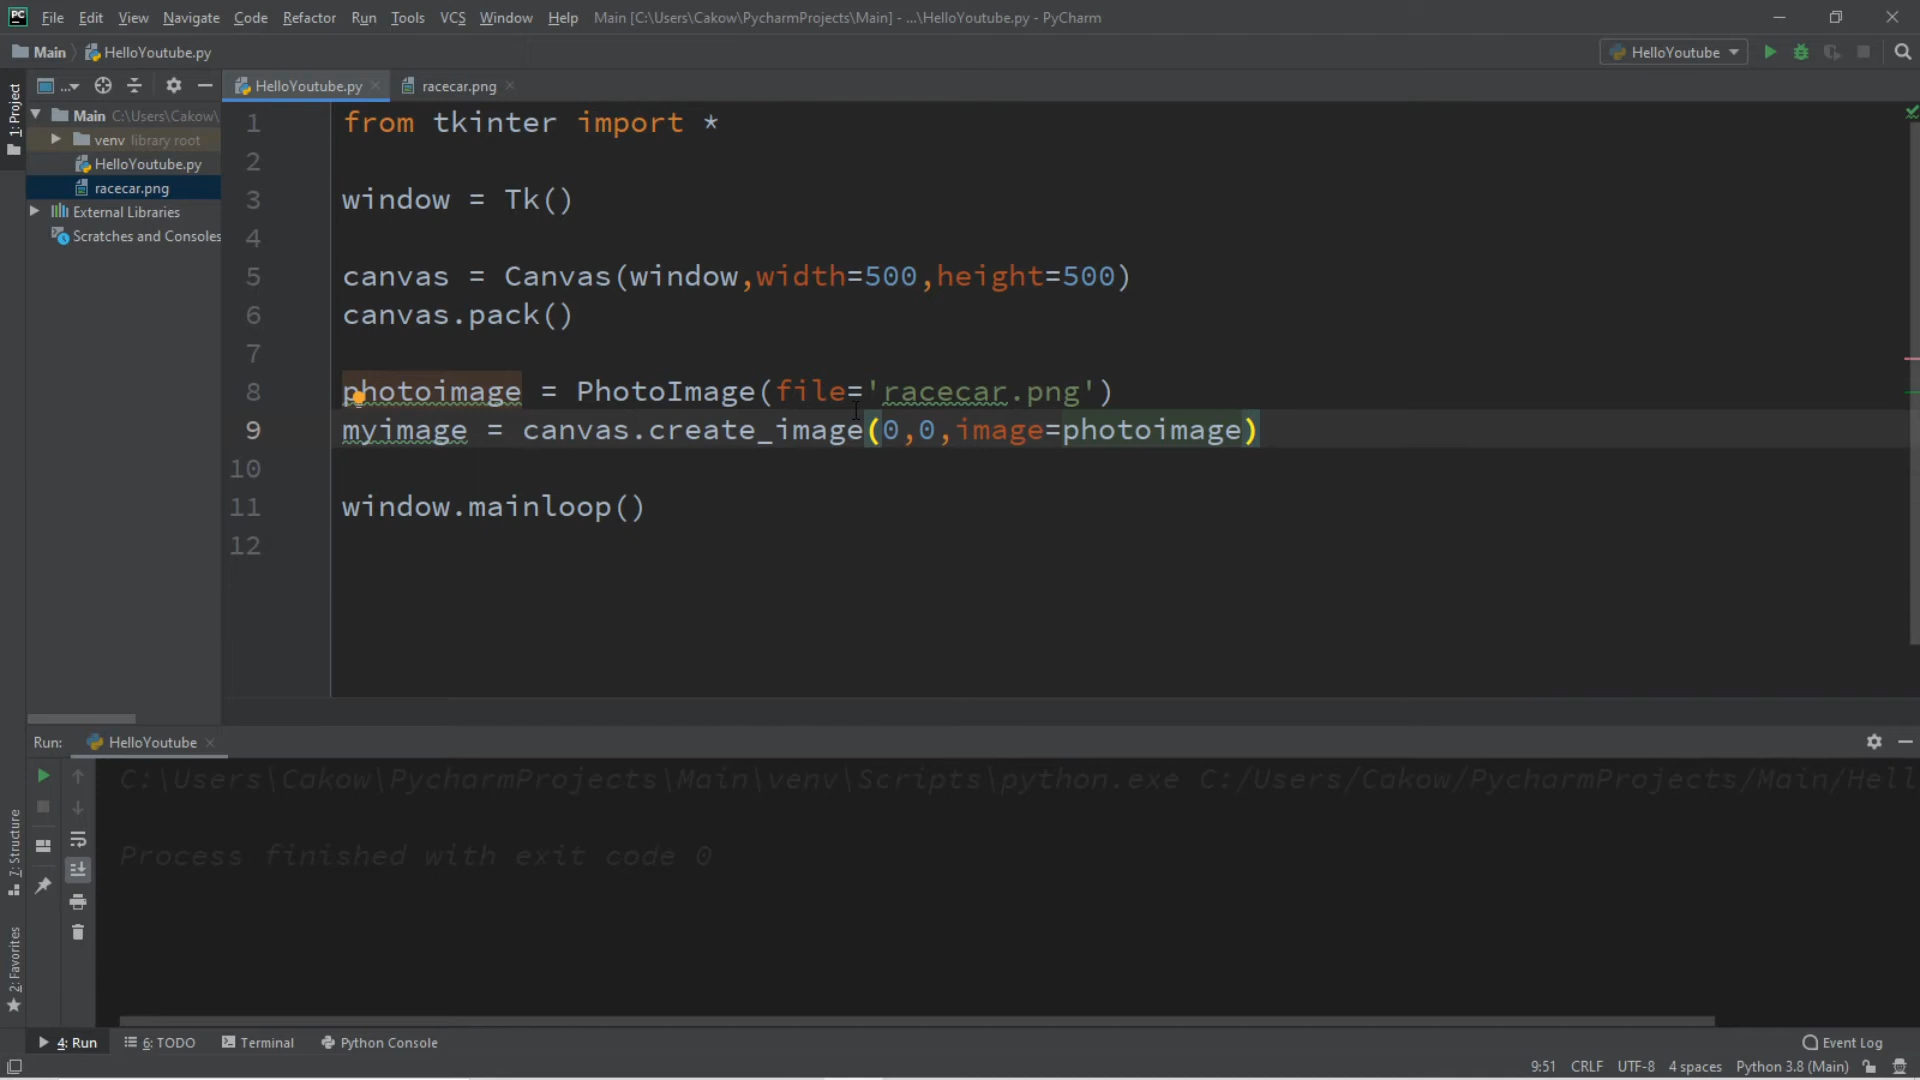 PC File Edit View Navigate Code Refactor Run Tools VCS Window Help Main [C:\Users\Cakow\PycharmProjects\Main] - ...\HelloYoutube.py - PyCharm
Main HelloYoutube.py HelloYoutube
... HelloYoutube.py racecar.png
1: Project
Main C:\Users\Cakow\
venv library root
HelloYoutube.py
racecar.png
External Libraries
Scratches and Consoles
1 from tkinter import *
2
3 window = Tk()
4
5 canvas = Canvas(window,width=500,height=500)
6 canvas.pack()
7
8 photoimage = PhotoImage(file='racecar.png')
9 myimage = canvas.create_image(0,0,image=photoimage)
10
11 window.mainloop()
12
Run: HelloYoutube
C:\Users\Cakow\PycharmProjects\Main\venv\Scripts\python.exe C:/Users/Cakow/PycharmProjects/Main/Hell
Process finished with exit code 0
7: Structure
2: Favorites
4: Run 6: TODO Terminal Python Console Event Log
9:51 CRLF UTF-8 4 spaces Python 3.8 (Main)